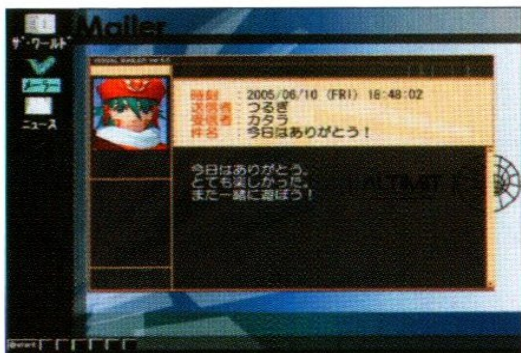 Mailer
ザ・ワールド
メーラー
ニュース
時刻 : 2005/06/10 (FRI) 18:48:02
送信者 : つるぎ
受信者 : カタラ
件名 : 今日はありがとう!
今日はありがとう。
とても楽しかった。
また一緒に遊ぼう!
ALTIMIT